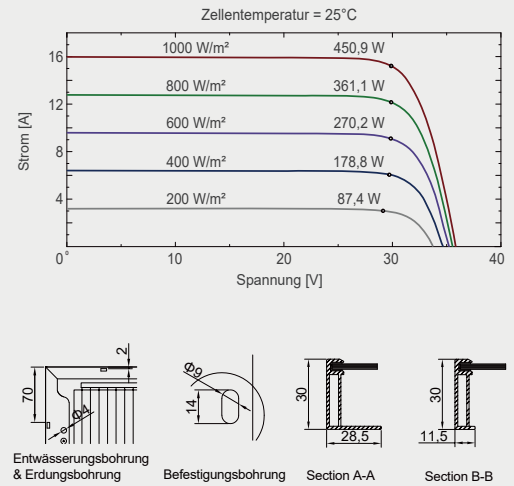 Zellentemperatur = 25°C
1000 W/m² 450,9 W
800 W/m² 361,1 W
600 W/m² 270,2 W
400 W/m² 178,8 W
200 W/m² 87,4 W
Strom [A]
16
12
8
4
0
10
20
30
40
Spannung [V]
2
70
Φ4
Entwässerungsbohrung
& Erdungsbohrung
Φ9
14
Befestigungsbohrung
30
28,5
Section A-A
30
11,5
Section B-B